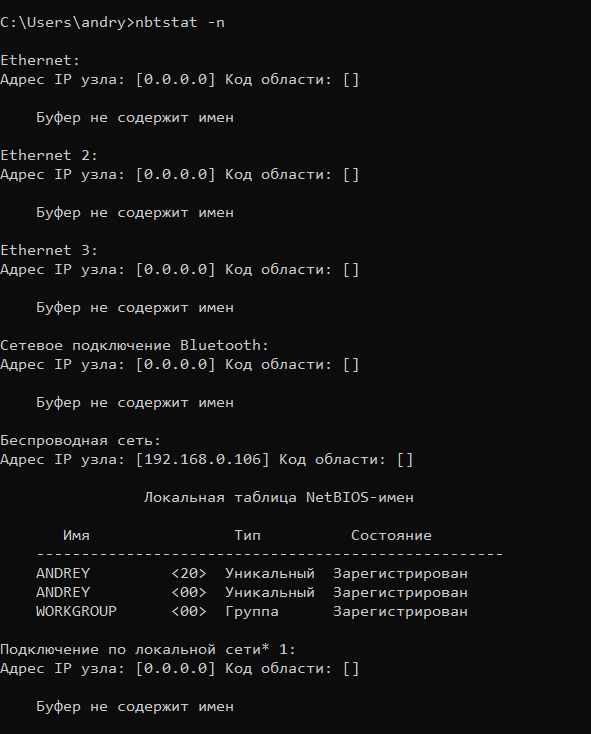 C:\Users\andry>nbtstat -n
Ethernet:
Адрес IP узла: [0.0.0.0] Код области: []
Буфер не содержит имен
Ethernet 2:
Адрес IP узла: [0.0.0.0] Код области: []
Буфер не содержит имен
Ethernet 3:
Адрес IP узла: [0.0.0.0] Код области: []
Буфер не содержит имен
Сетевое подключение Bluetooth:
Адрес IP узла: [0.0.0.0] Код области: []
Буфер не содержит имен
Беспроводная сеть:
Адрес IP узла: [192.168.0.106] Код области: []
Локальная таблица NetBIOS-имен
Имя Тип Состояние
----------------------------------------------------
ANDREY <20> Уникальный Зарегистрирован
ANDREY <00> Уникальный Зарегистрирован
WORKGROUP <00> Группа Зарегистрирован
Подключение по локальной сети* 1:
Адрес IP узла: [0.0.0.0] Код области: []
Буфер не содержит имен